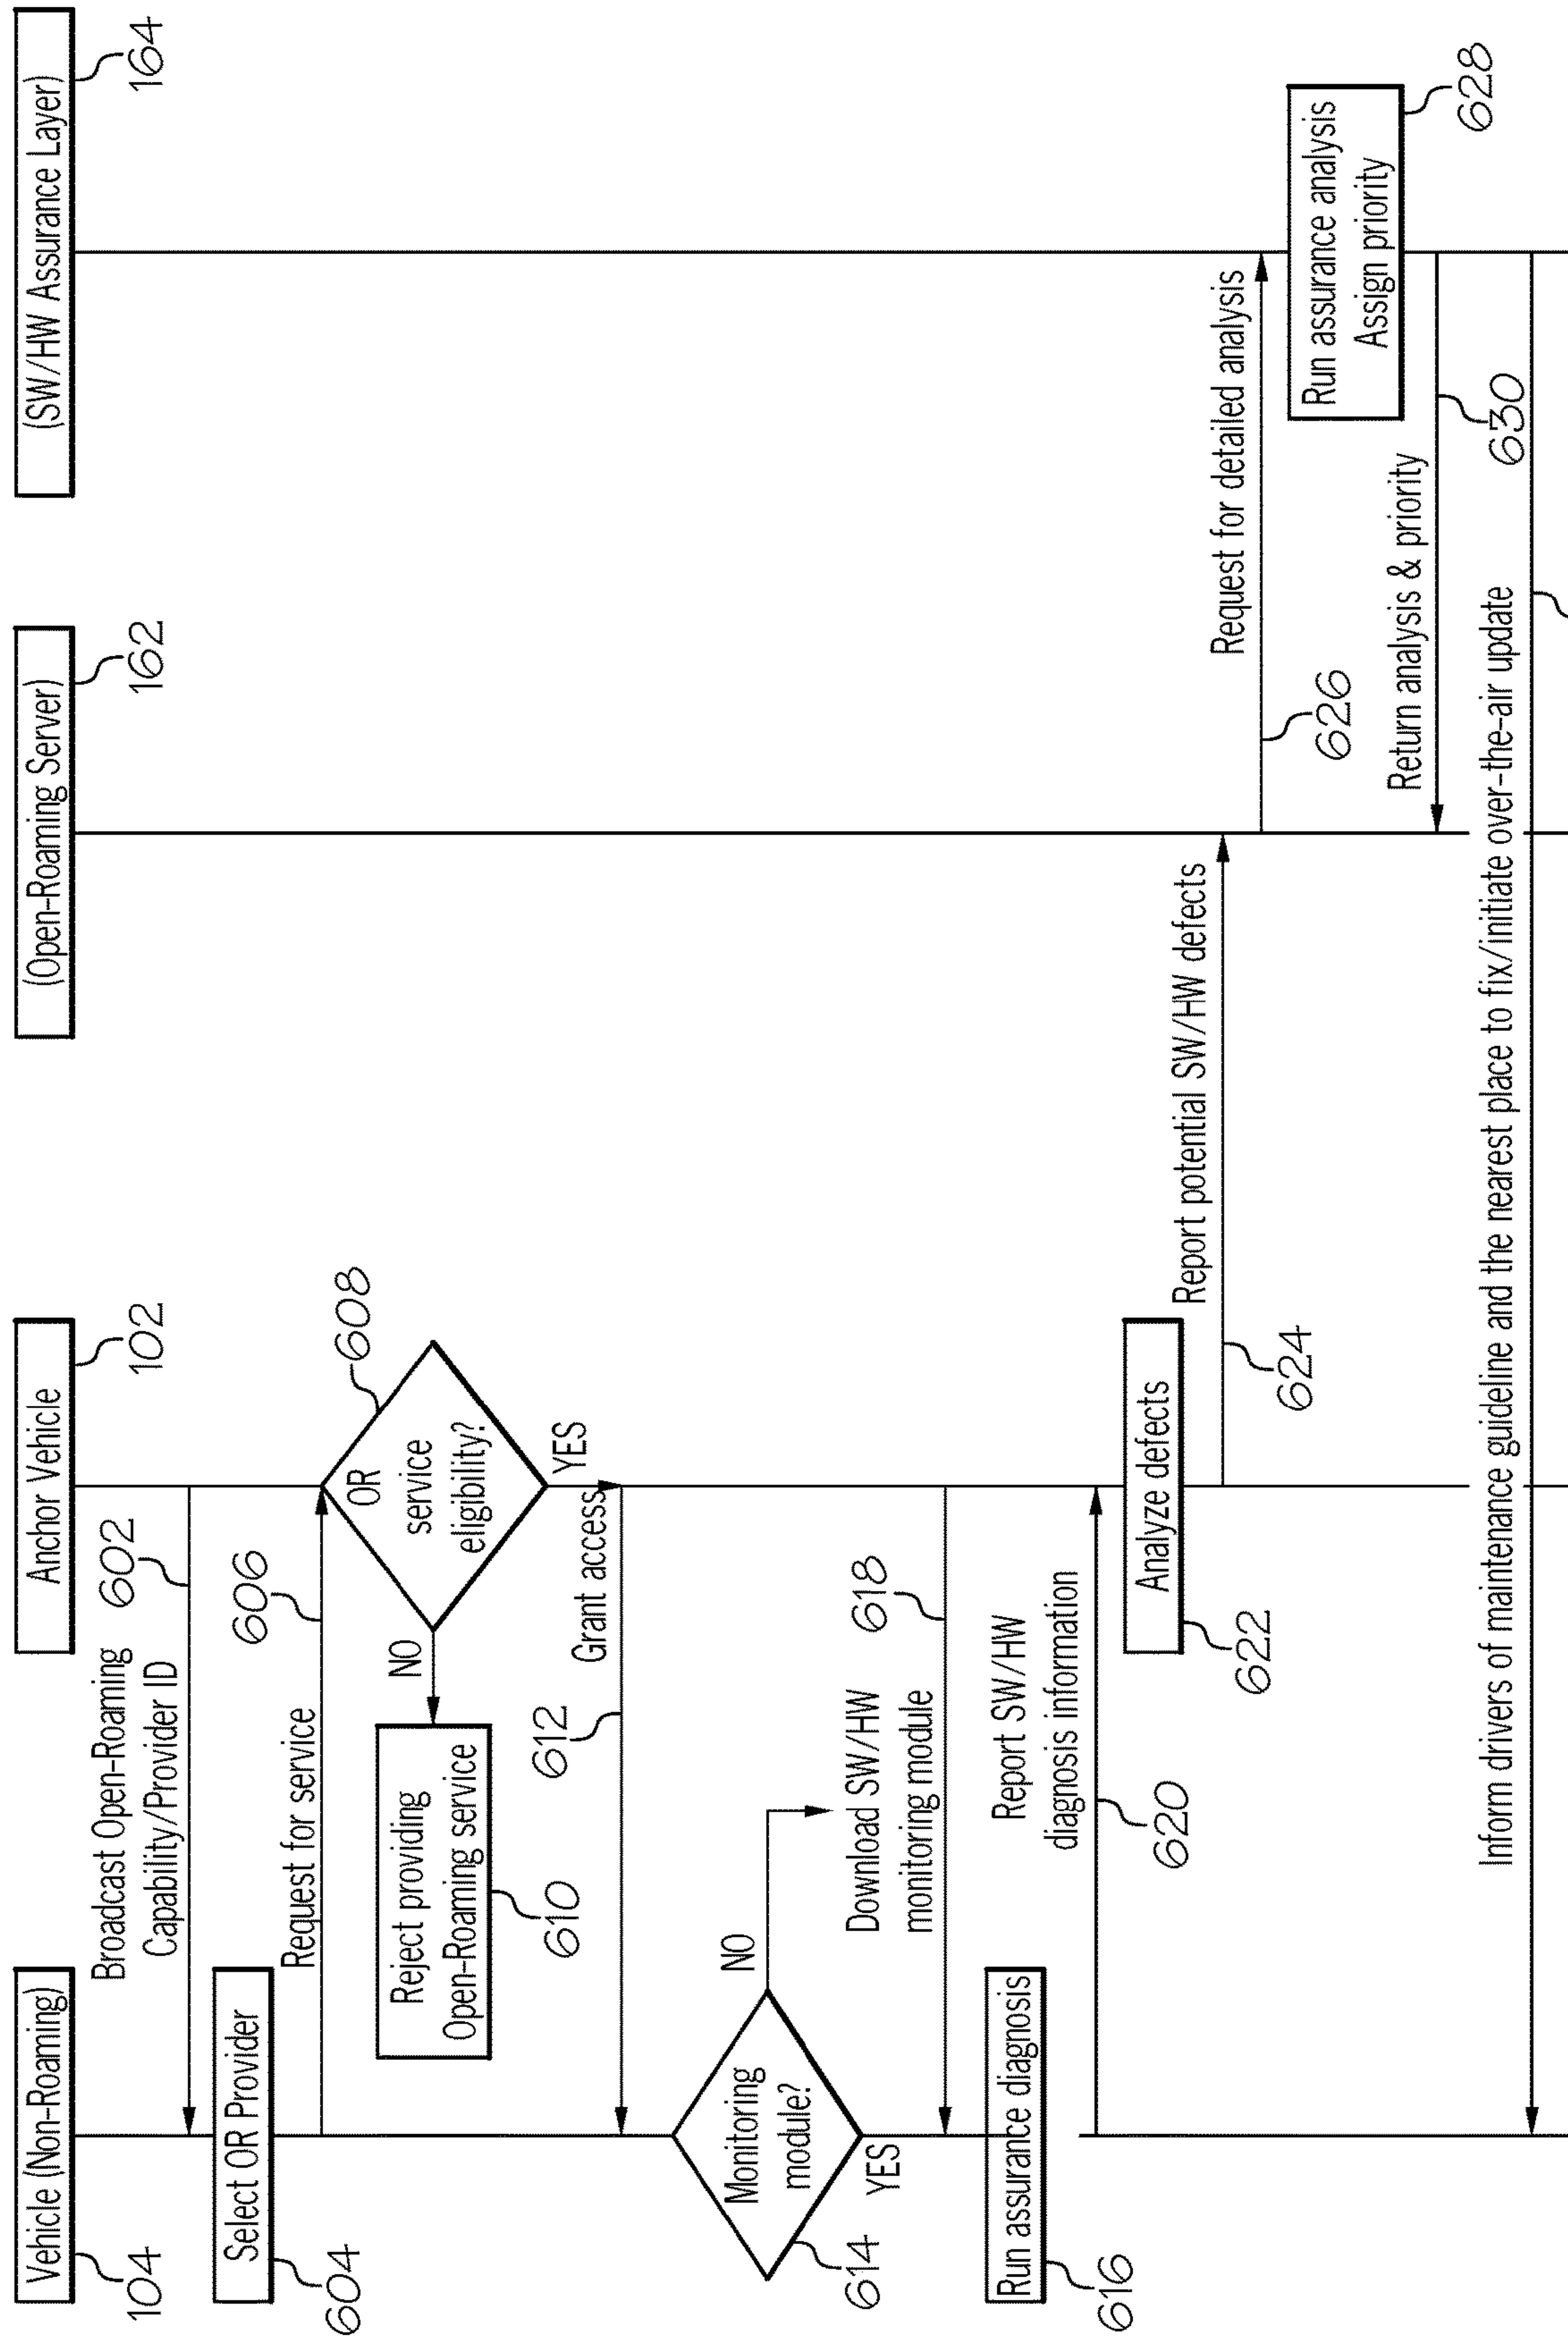 Vehicle (Non-Roaming)
104
Anchor Vehicle
102
(Open-Roaming Server)
162
(SW/HW Assurance Layer)
164
Broadcast Open-Roaming
Capability/Provider ID
602
Select OR Provider
604
Request for service
606
OR
service
eligibility?
608
NO
YES
Reject providing
Open-Roaming service
610
Grant access
612
Monitoring
module?
614
NO
YES
Download SW/HW
monitoring module
618
Run assurance diagnosis
616
Report SW/HW
diagnosis information
620
Analyze defects
622
Report potential SW/HW defects
624
Request for detailed analysis
626
Run assurance analysis
Assign priority
628
Return analysis & priority
630
Inform drivers of maintenance guideline and the nearest place to fix/initiate over-the-air update